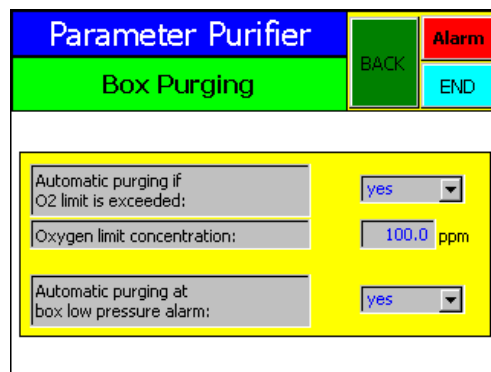 Parameter Purifier
BACK
Alarm
Box Purging
END
Automatic purging if
O2 limit is exceeded:
yes
Oxygen limit concentration:
100.0 ppm
Automatic purging at
box low pressure alarm:
yes